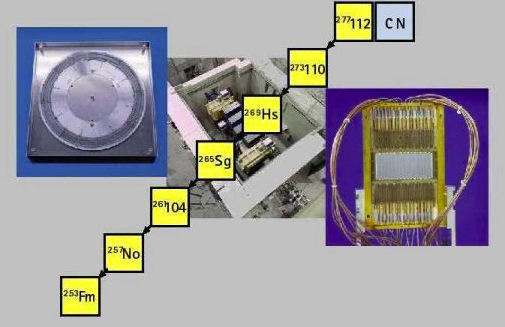 ²⁷⁷112 CN
²⁷³110
²⁶⁹Hs
²⁶⁵Sg
²⁶¹104
²⁵⁷No
²⁵³Fm